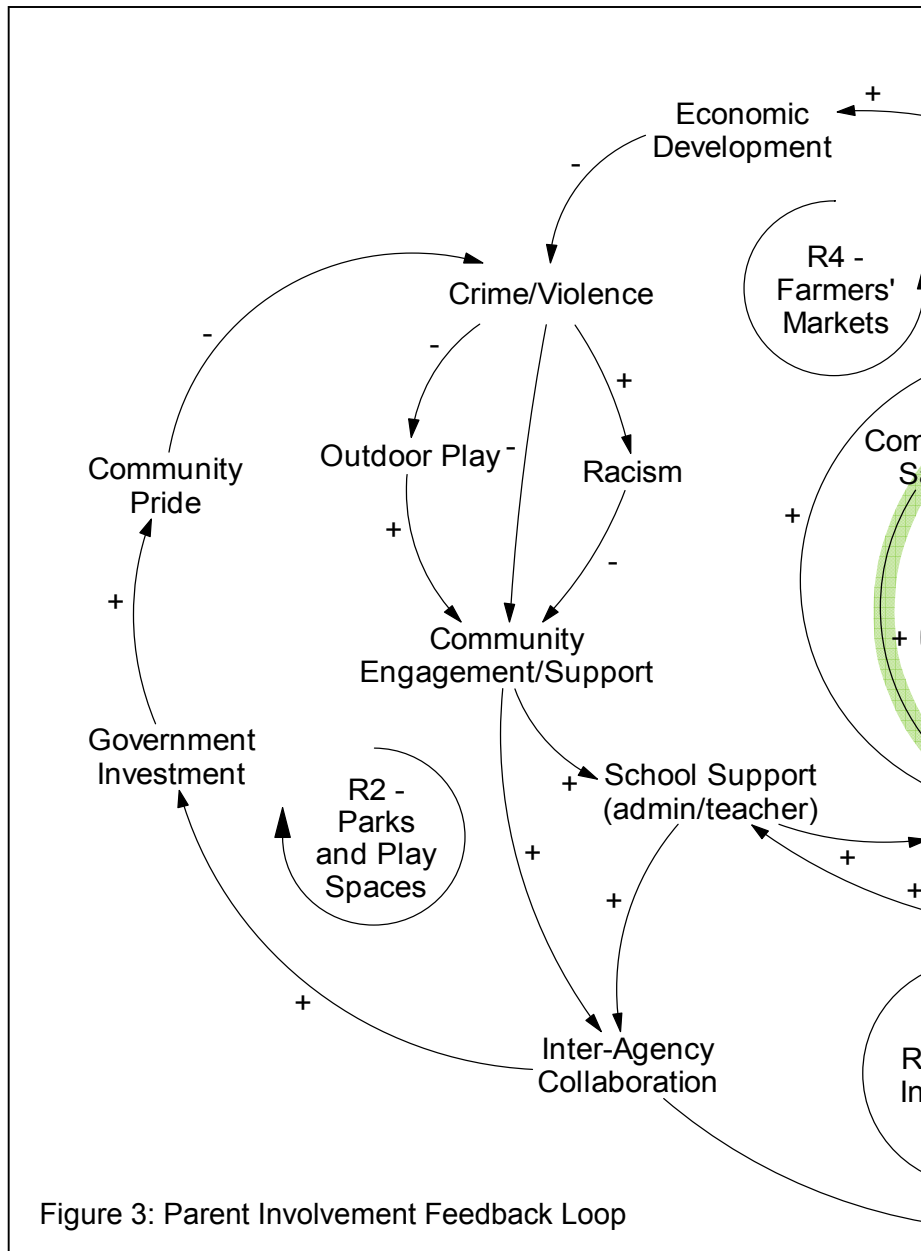 +
Economic
Development
-
R4 -
Farmers'
Markets
Crime/Violence
-
-
+
Community
Pride
Outdoor Play
-
Racism
+
+
-
+
+
Community
Engagement/Support
Government
Investment
R2 -
Parks
and Play
Spaces
+
School Support
(admin/teacher)
+
+
+
+
+
Inter-Agency
Collaboration
Figure 3: Parent Involvement Feedback Loop